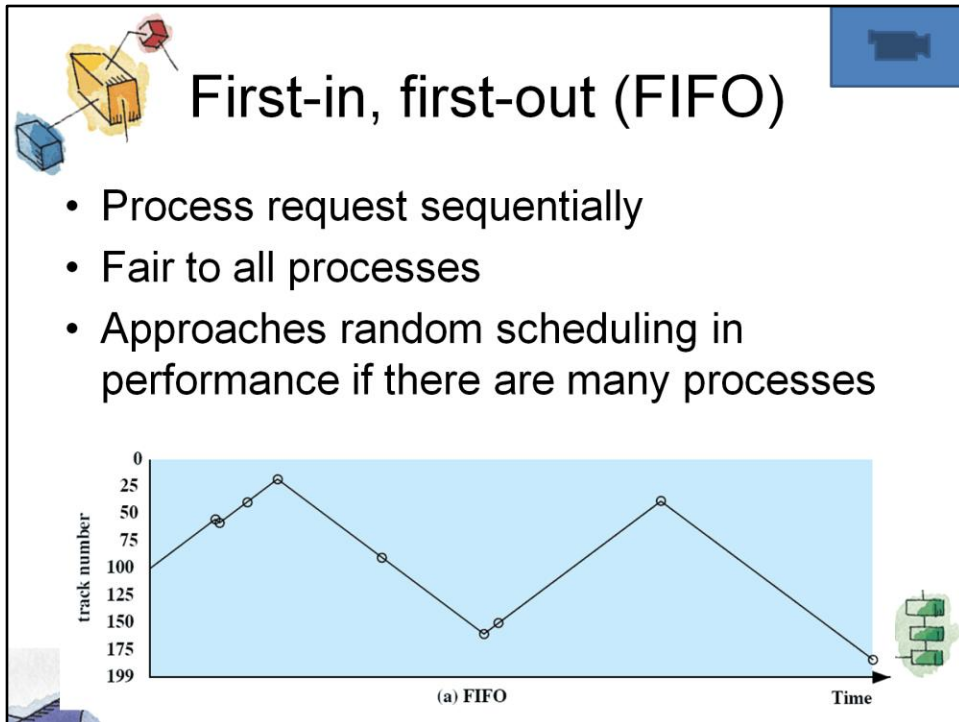 First-in, first-out (FIFO)
• Process request sequentially
• Fair to all processes
• Approaches random scheduling in
performance if there are many processes
track number
0
25
50
75
100
125
150
175
199
(a) FIFO
Time